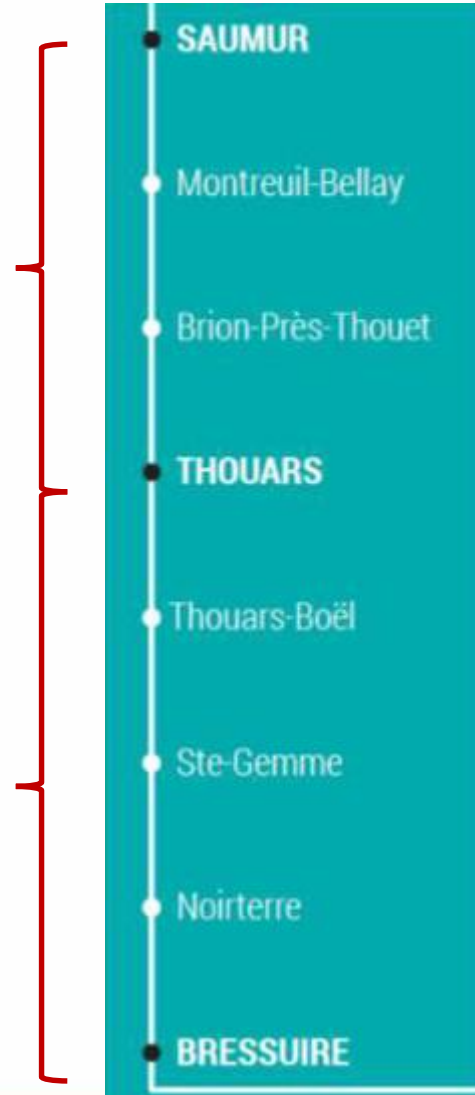 SAUMUR
Montreuil-Bellay
Brion-Près-Thouet
THOUARS
Thouars-Boël
Ste-Gemme
Noirterre
BRESSUIRE